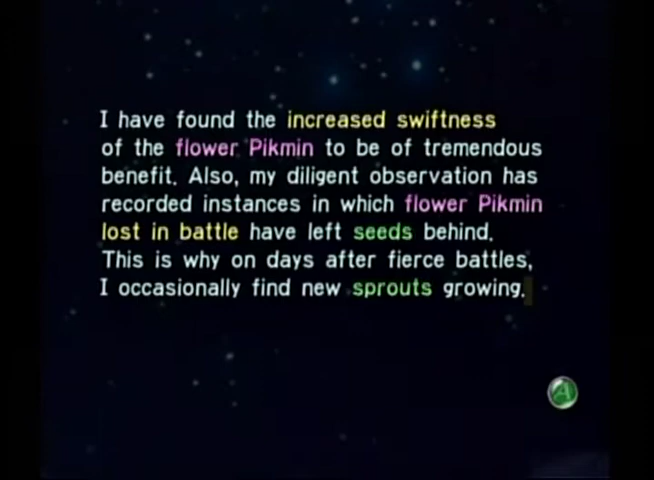 I have found the increased swiftness
of the flower Pikmin to be of tremendous
benefit. Also, my diligent observation has
recorded instances in which flower Pikmin
lost in battle have left seeds behind.
This is why on days after fierce battles,
I occasionally find new sprouts growing.
A